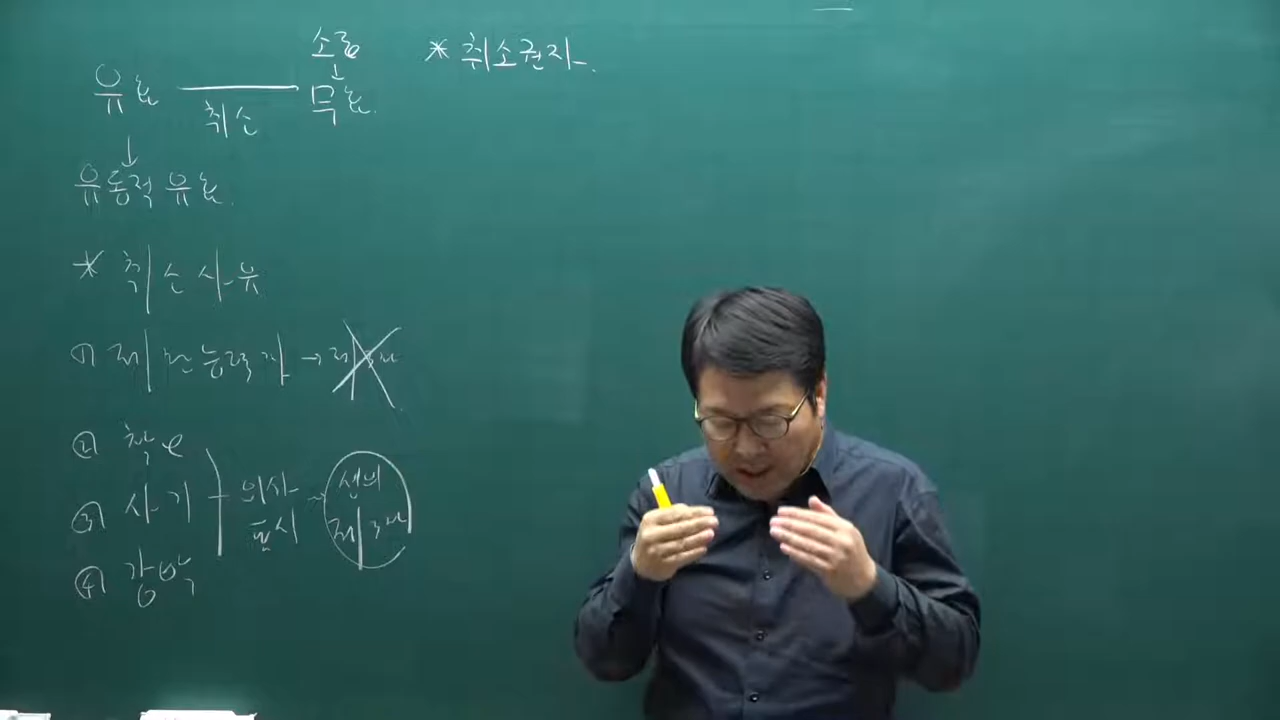 소급
↓
유효 취소 무효.
↓
유동적 유효.
* 취소사유
① 제한능력자 → 제3자
② 착오
③ 사기
④ 강박
의사
표시
~ 선의
제3자
* 취소권자.